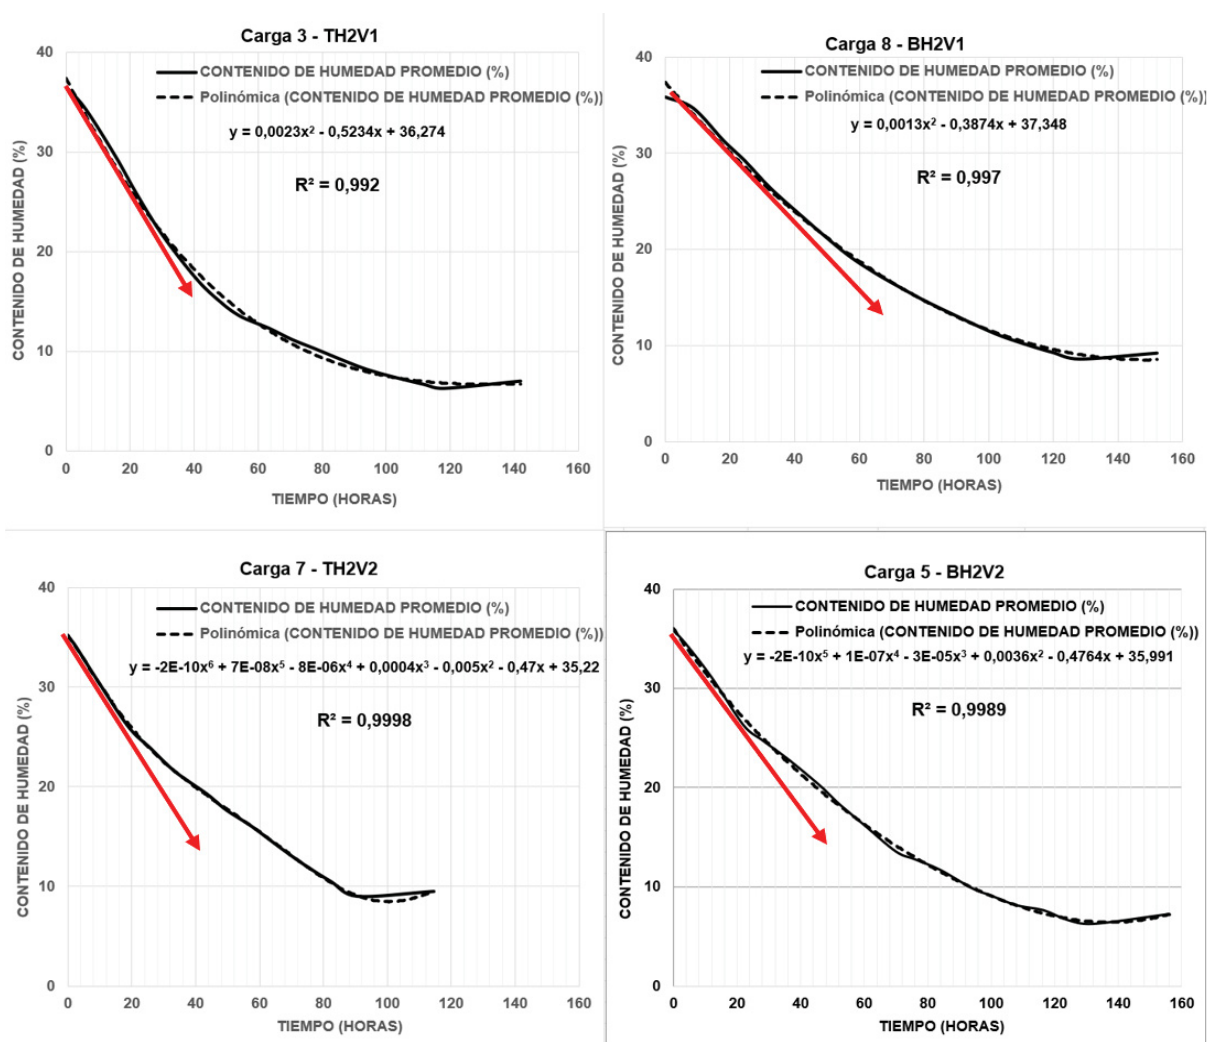 Carga 3 - TH2V1
CONTENIDO DE HUMEDAD PROMEDIO (%)
Polinómica (CONTENIDO DE HUMEDAD PROMEDIO (%))
y = 0,0023x² - 0,5234x + 36,274
R² = 0,992
CONTENIDO DE HUMEDAD (%)
40
30
20
10
0
0 20 40 60 80 100 120 140 160
TIEMPO (HORAS)
Carga 8 - BH2V1
CONTENIDO DE HUMEDAD PROMEDIO (%)
Polinómica (CONTENIDO DE HUMEDAD PROMEDIO (%))
y = 0,0013x² - 0,3874x + 37,348
R² = 0,997
CONTENIDO DE HUMEDAD (%)
40
30
20
10
0
0 20 40 60 80 100 120 140 160
TIEMPO (HORAS)
Carga 7 - TH2V2
CONTENIDO DE HUMEDAD PROMEDIO (%)
Polinómica (CONTENIDO DE HUMEDAD PROMEDIO (%))
y = -2E-10x⁶ + 7E-08x⁵ - 8E-06x⁴ + 0,0004x³ - 0,005x² - 0,47x + 35,22
R² = 0,9998
CONTENIDO DE HUMEDAD (%)
40
30
20
10
0
0 20 40 60 80 100 120 140 160
TIEMPO (HORAS)
Carga 5 - BH2V2
CONTENIDO DE HUMEDAD PROMEDIO (%)
Polinómica (CONTENIDO DE HUMEDAD PROMEDIO (%))
y = -2E-10x⁵ + 1E-07x⁴ - 3E-05x³ + 0,0036x² - 0,4764x + 35,991
R² = 0,9989
CONTENIDO DE HUMEDAD (%)
40
30
20
10
0
0 20 40 60 80 100 120 140 160
TIEMPO (HORAS)